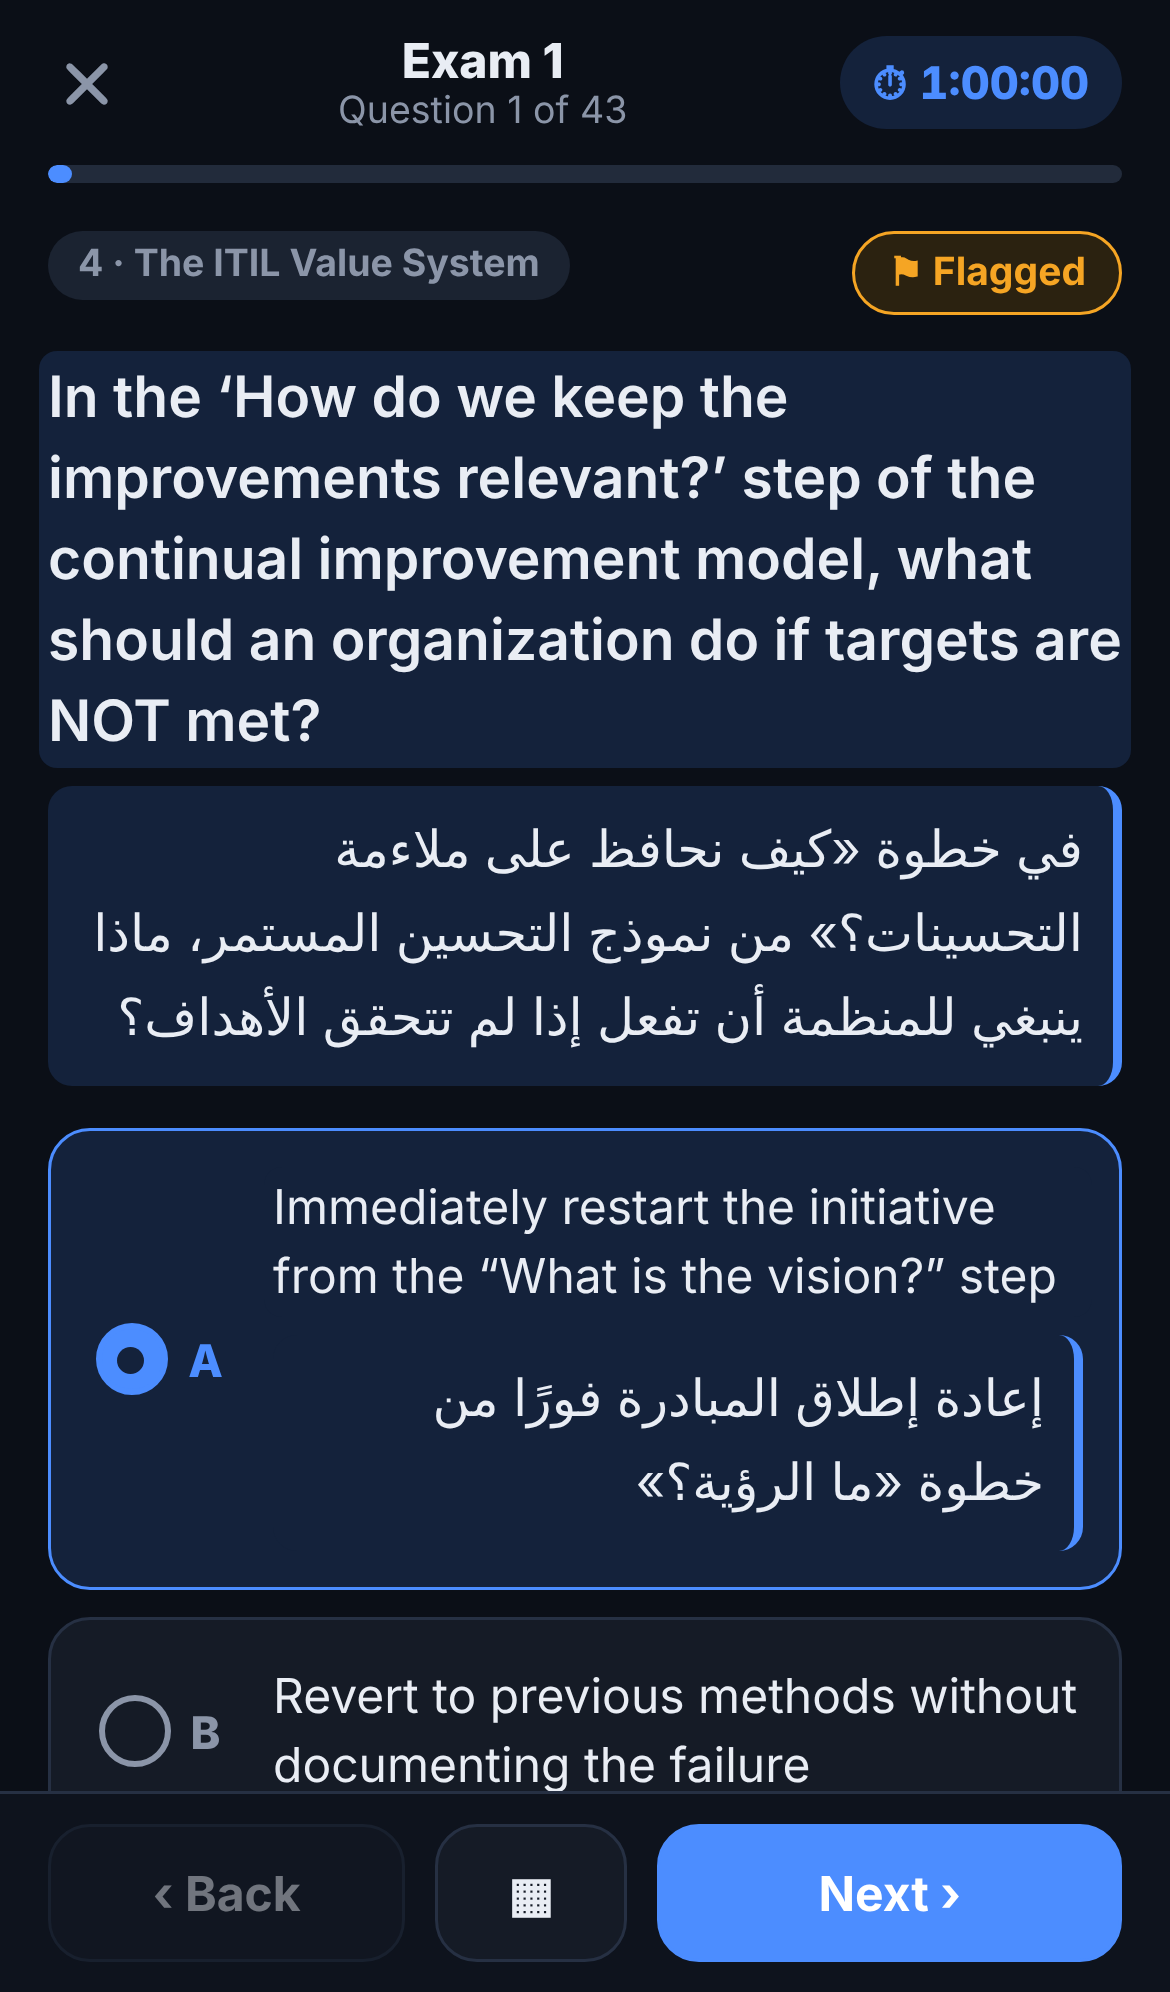 Exam 1
Question 1 of 43
⏱ 1:00:00
4 · The ITIL Value System
⚑ Flagged
In the ‘How do we keep the
improvements relevant?’ step of the
continual improvement model, what
should an organization do if targets are
NOT met?
في خطوة «كيف نحافظ على ملاءمة
التحسينات؟» من نموذج التحسين المستمر، ماذا
ينبغي للمنظمة أن تفعل إذا لم تتحقق الأهداف؟
Immediately restart the initiative
from the “What is the vision?” step
A
إعادة إطلاق المبادرة فورًا من
خطوة «ما الرؤية؟»
Revert to previous methods without
B
documenting the failure
‹ Back
Next ›